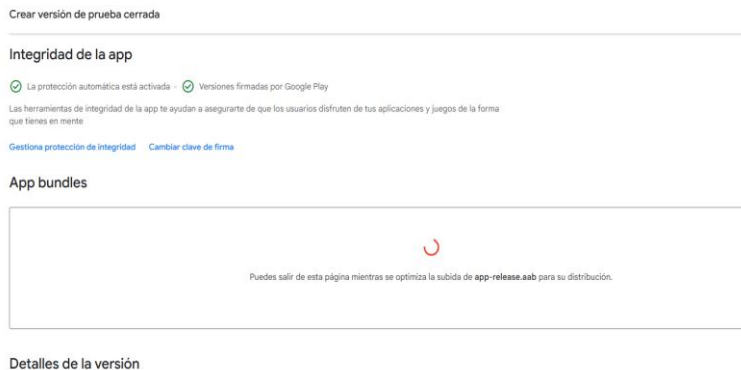 Crear versión de prueba cerrada
Integridad de la app
La protección automática está activada - Versiones firmadas por Google Play
Las herramientas de integridad de la app te ayudan a asegurarte de que los usuarios disfruten de tus aplicaciones y juegos de la forma
que tienes en mente
Gestiona protección de integridad Cambiar clave de firma
App bundles
Puedes salir de esta página mientras se optimiza la subida de app-release.aab para su distribución.
Detalles de la versión